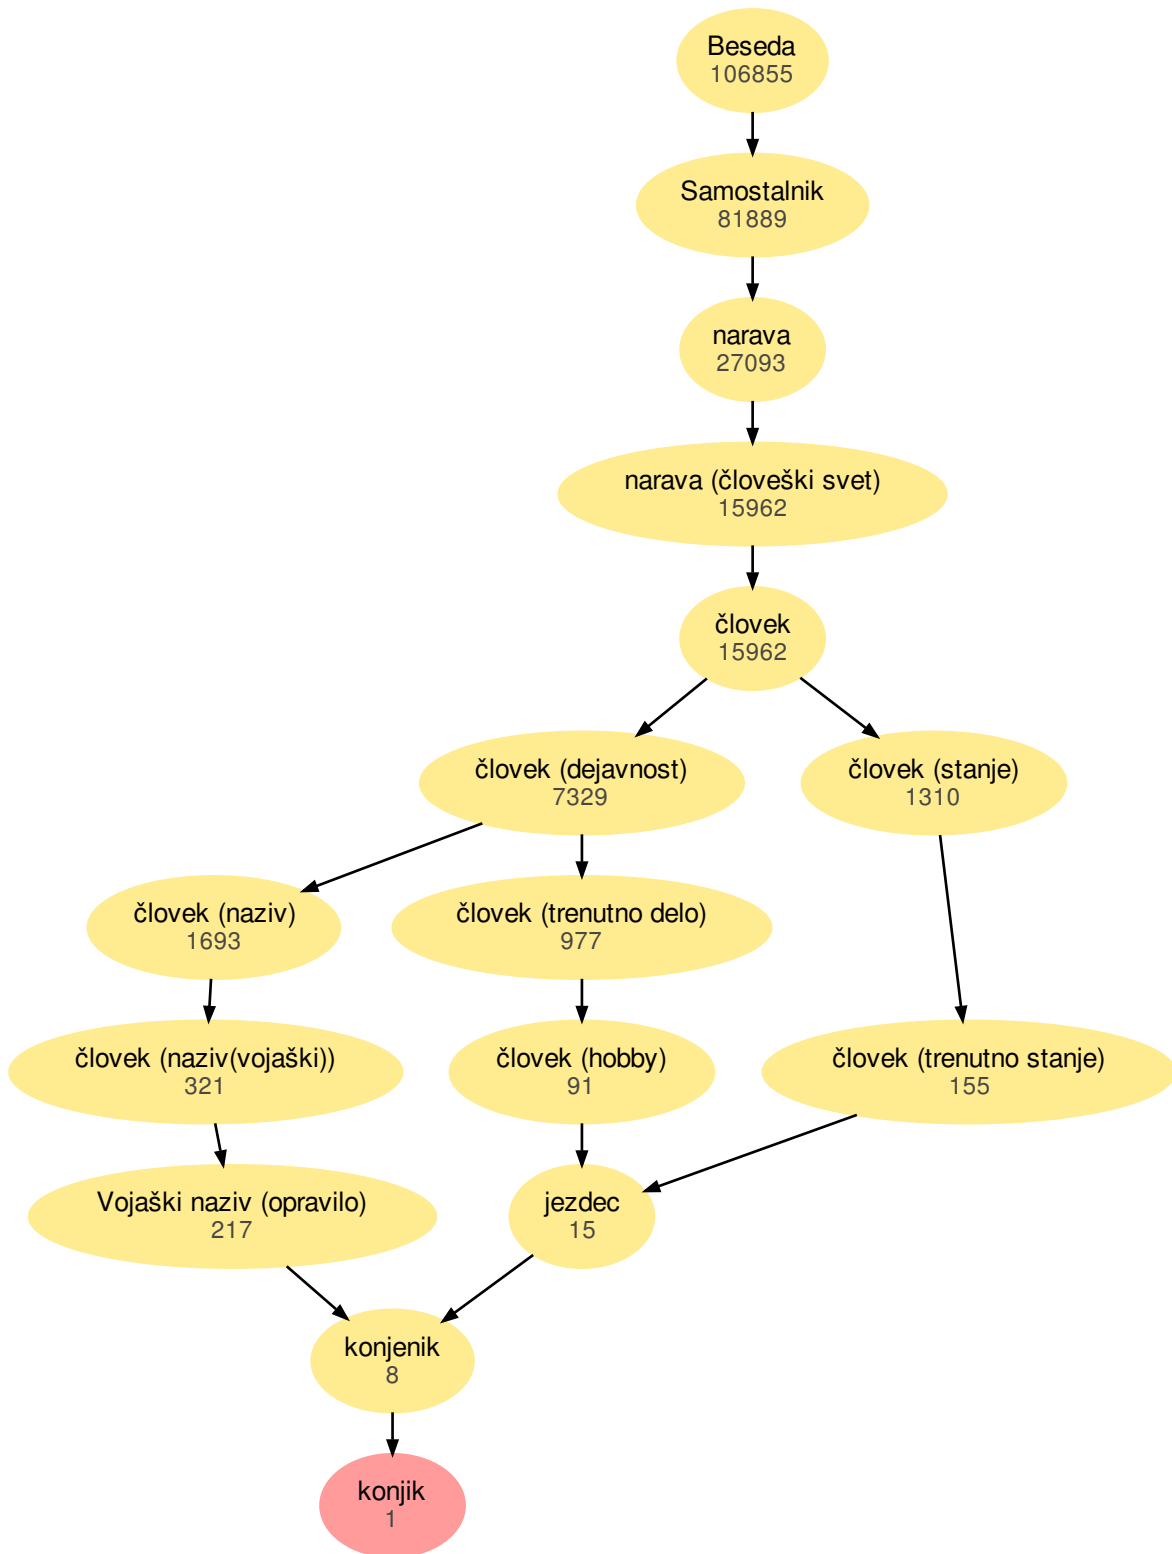 Beseda
106855
Samostalnik
81889
narava
27093
narava (človeški svet)
15962
človek
15962
človek (dejavnost)
7329
človek (stanje)
1310
človek (naziv)
1693
človek (trenutno delo)
977
človek (naziv(vojaški))
321
človek (hobby)
91
človek (trenutno stanje)
155
Vojaški naziv (opravilo)
217
jezdec
15
konjenik
8
konjik
1